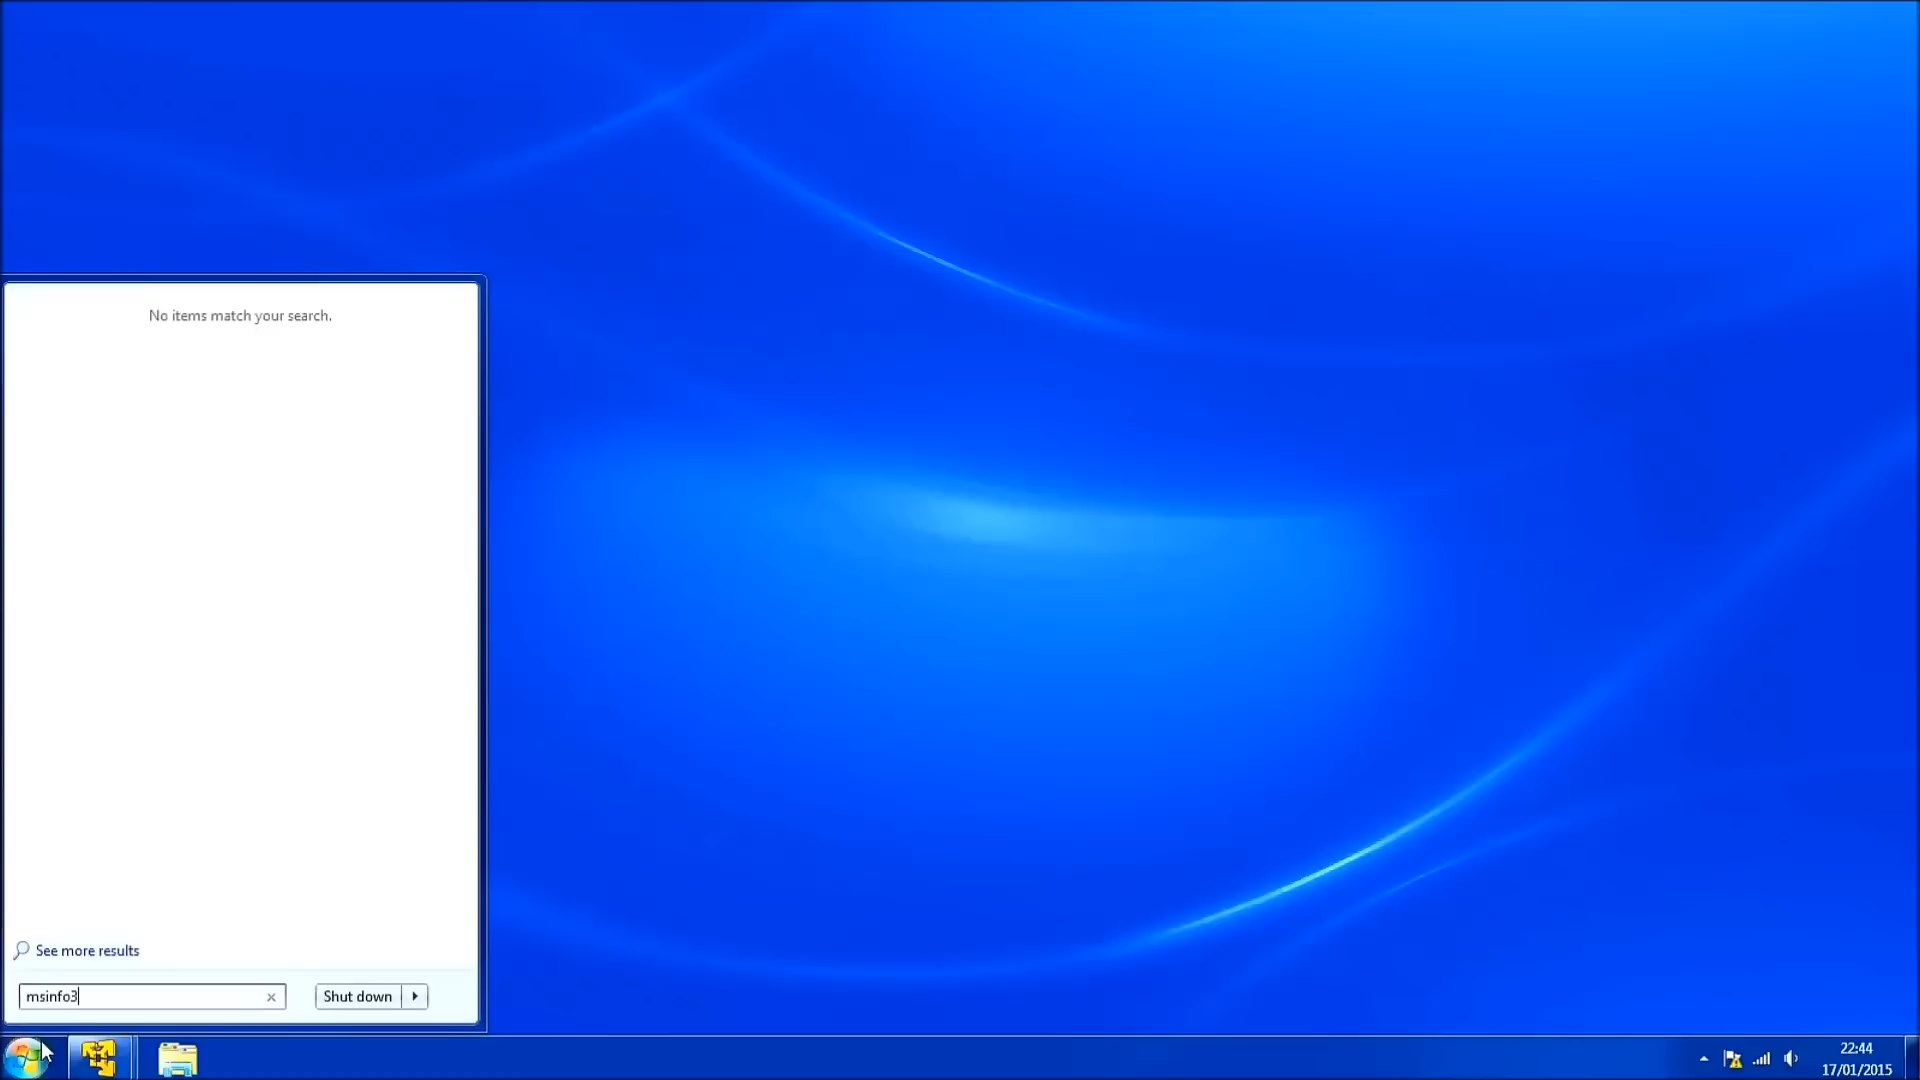 No items match your search.
See more results
msinfo3
Shut down
22:44
17/01/2015